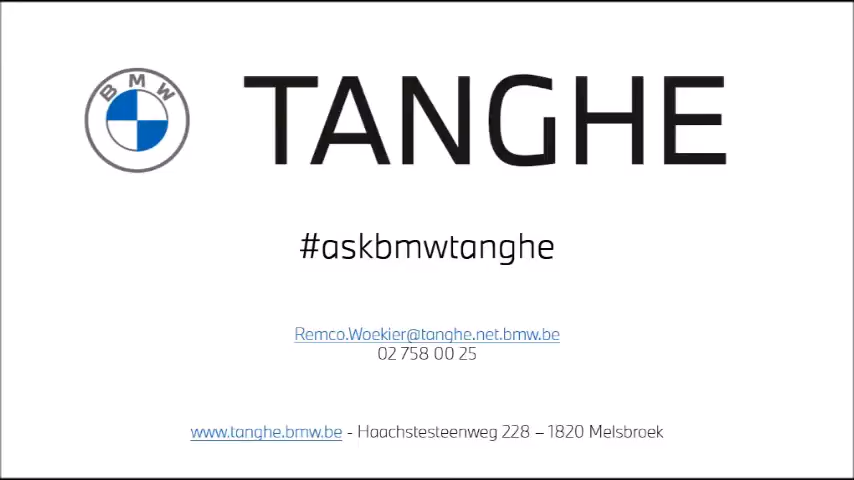 BMW
TANGHE
#askbmwtanghe
Remco.Woekier@tanghe.net.bmw.be
02 758 00 25
www.tanghe.bmw.be - Haachstesteenweg 228 – 1820 Melsbroek